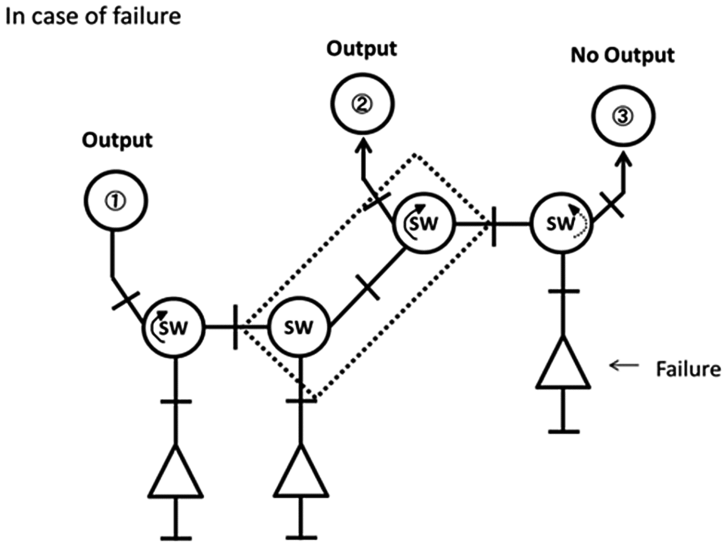 In case of failure
Output
No Output
②
③
Output
①
SW
SW
SW
SW
Failure